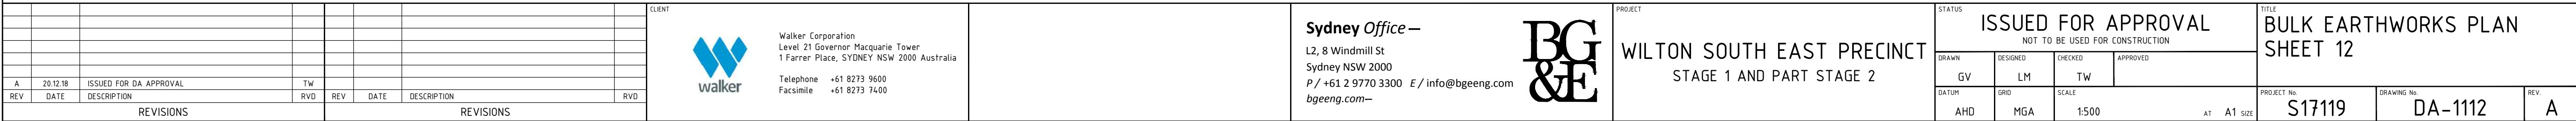 A 20.12.18 ISSUED FOR DA APPROVAL TW
REV DATE DESCRIPTION RVD REV DATE DESCRIPTION RVD
REVISIONS REVISIONS
CLIENT
walker
Walker Corporation
Level 21 Governor Macquarie Tower
1 Farrer Place, SYDNEY NSW 2000 Australia
Telephone +61 8273 9600
Facsimile +61 8273 7400
Sydney Office—
L2, 8 Windmill St
Sydney NSW 2000
P / +61 2 9770 3300 E / info@bgeeng.com
bgeeng.com—
BG
&E
PROJECT
WILTON SOUTH EAST PRECINCT
STAGE 1 AND PART STAGE 2
STATUS
ISSUED FOR APPROVAL
NOT TO BE USED FOR CONSTRUCTION
DRAWN DESIGNED CHECKED APPROVED
GV LM TW
DATUM GRID SCALE
AHD MGA 1:500 AT A1 SIZE
TITLE
BULK EARTHWORKS PLAN
SHEET 12
PROJECT No. DRAWING No. REV.
S17119 DA-1112 A